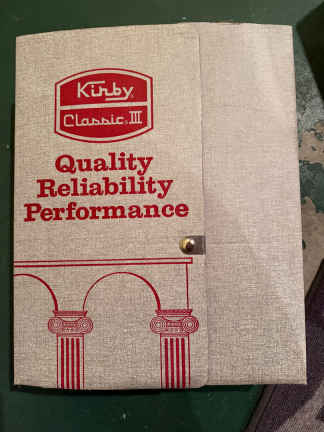 Kirby
Classic III
Quality
Reliability
Performance